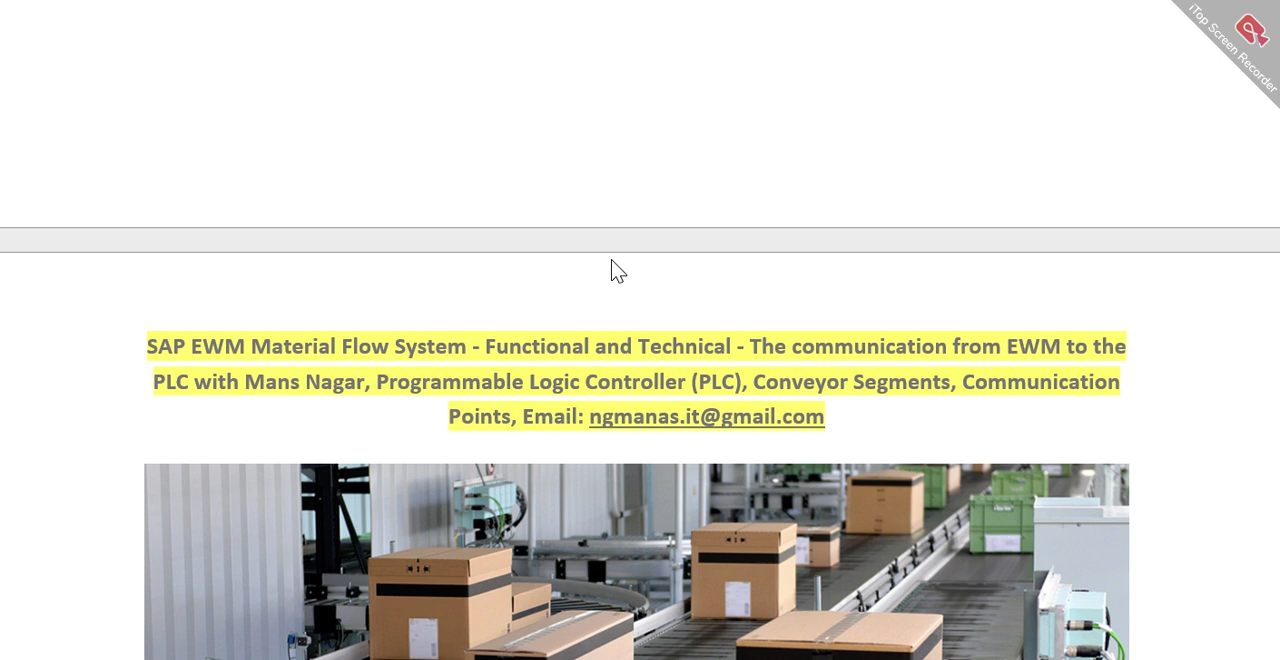 iTop Screen Recorder
SAP EWM Material Flow System - Functional and Technical - The communication from EWM to the
PLC with Mans Nagar, Programmable Logic Controller (PLC), Conveyor Segments, Communication
Points, Email: ngmanas.it@gmail.com